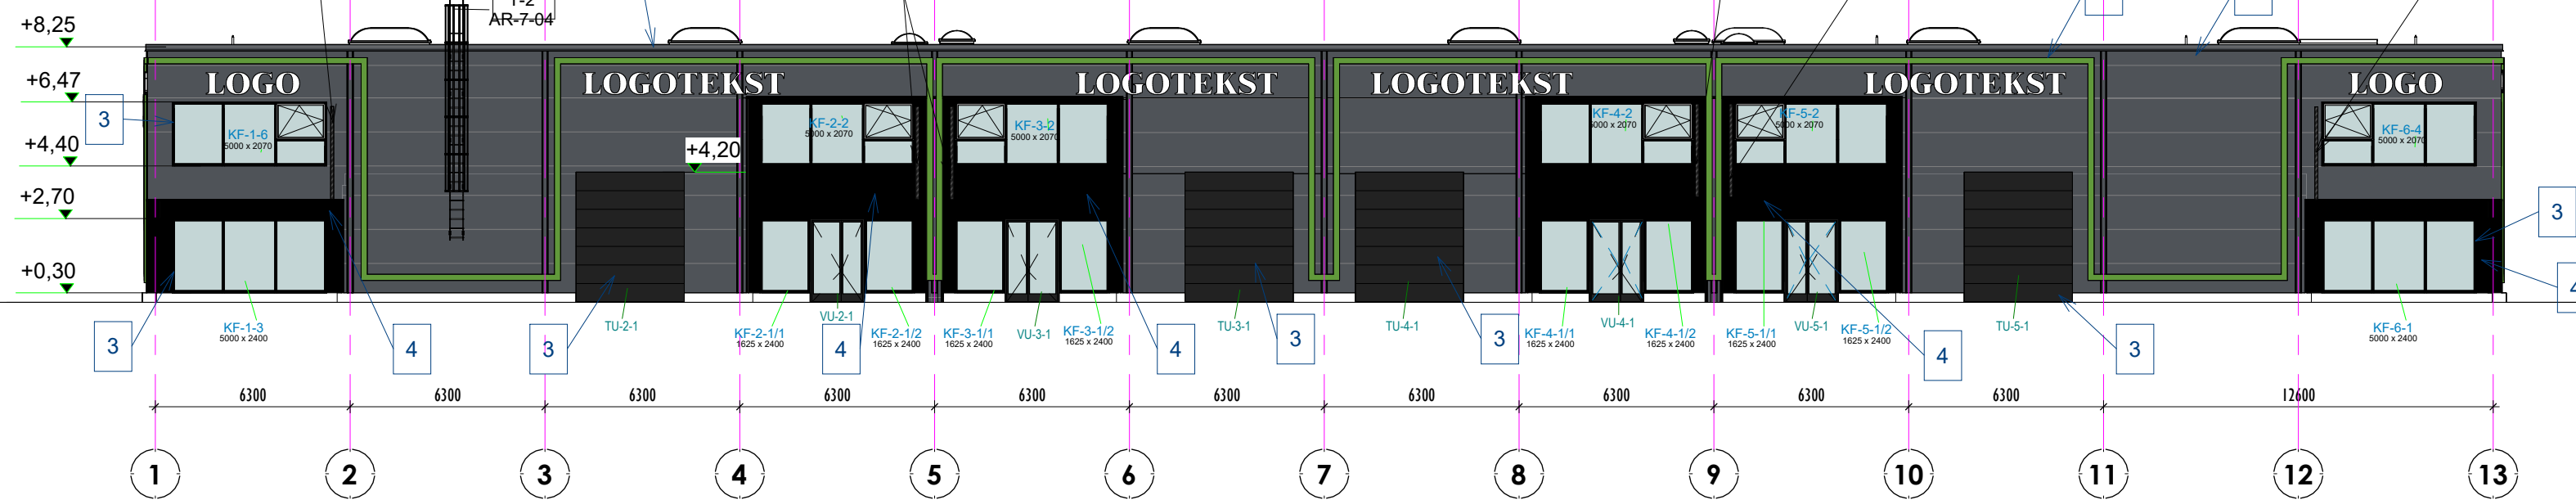 T-2
AR-7-04
+8,25
+6,47
+4,40
+2,70
+0,30
+4,20
LOGO
LOGOTEKST
LOGOTEKST
LOGOTEKST
LOGOTEKST
LOGO
3
KF-1-6
5000 x 2070
KF-2-2
5000 x 2070
KF-3-2
5000 x 2070
KF-4-2
5000 x 2070
KF-5-2
5000 x 2070
KF-6-4
5000 x 2070
3
4
3
KF-1-3
5000 x 2400
4
3
TU-2-1
KF-2-1/1
1625 x 2400
VU-2-1
4
KF-2-1/2
1625 x 2400
KF-3-1/1
1625 x 2400
VU-3-1
KF-3-1/2
1625 x 2400
4
TU-3-1
3
TU-4-1
3
KF-4-1/1
1625 x 2400
VU-4-1
KF-4-1/2
1625 x 2400
KF-5-1/1
1625 x 2400
VU-5-1
KF-5-1/2
1625 x 2400
4
TU-5-1
3
KF-6-1
5000 x 2400
6300 6300 6300 6300 6300 6300 6300 6300 6300 6300 12600
1 2 3 4 5 6 7 8 9 10 11 12 13